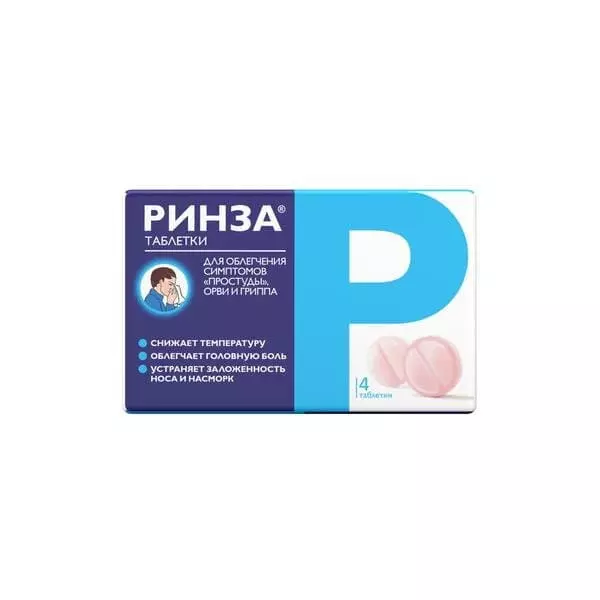 РИНЗА®
ТАБЛЕТКИ
ДЛЯ ОБЛЕГЧЕНИЯ
СИМПТОМОВ
«ПРОСТУДЫ»,
ОРВИ И ГРИППА
СНИЖАЕТ ТЕМПЕРАТУРУ
ОБЛЕГЧАЕТ ГОЛОВНУЮ БОЛЬ
УСТРАНЯЕТ ЗАЛОЖЕННОСТЬ
НОСА И НАСМОРК
Р
4
таблетки